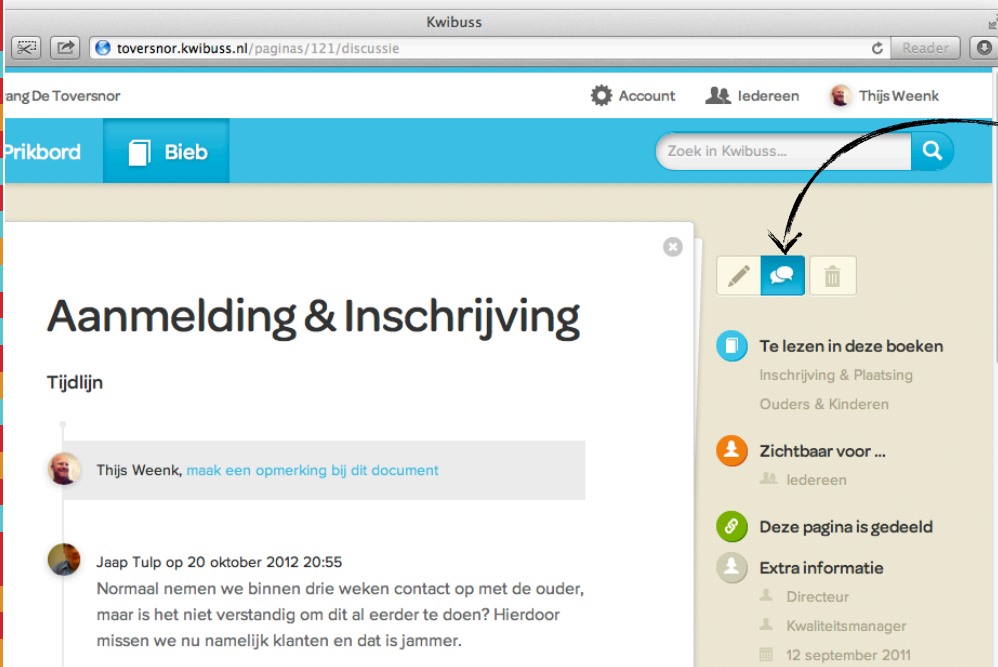 Kwibuss
toversnor.kwibuss.nl/paginas/121/discussie
Reader
ang De Toversnor
Account
Iedereen
Thijs Weenk
Prikbord
Bieb
Zoek in Kwibuss...
Aanmelding & Inschrijving
Tijdlijn
Thijs Weenk, maak een opmerking bij dit document
Jaap Tulp op 20 oktober 2012 20:55
Normaal nemen we binnen drie weken contact op met de ouder,
maar is het niet verstandig om dit al eerder te doen? Hierdoor
missen we nu namelijk klanten en dat is jammer.
Te lezen in deze boeken
Inschrijving & Plaatsing
Ouders & Kinderen
Zichtbaar voor ...
Iedereen
Deze pagina is gedeeld
Extra informatie
Directeur
Kwaliteitsmanager
12 september 2011